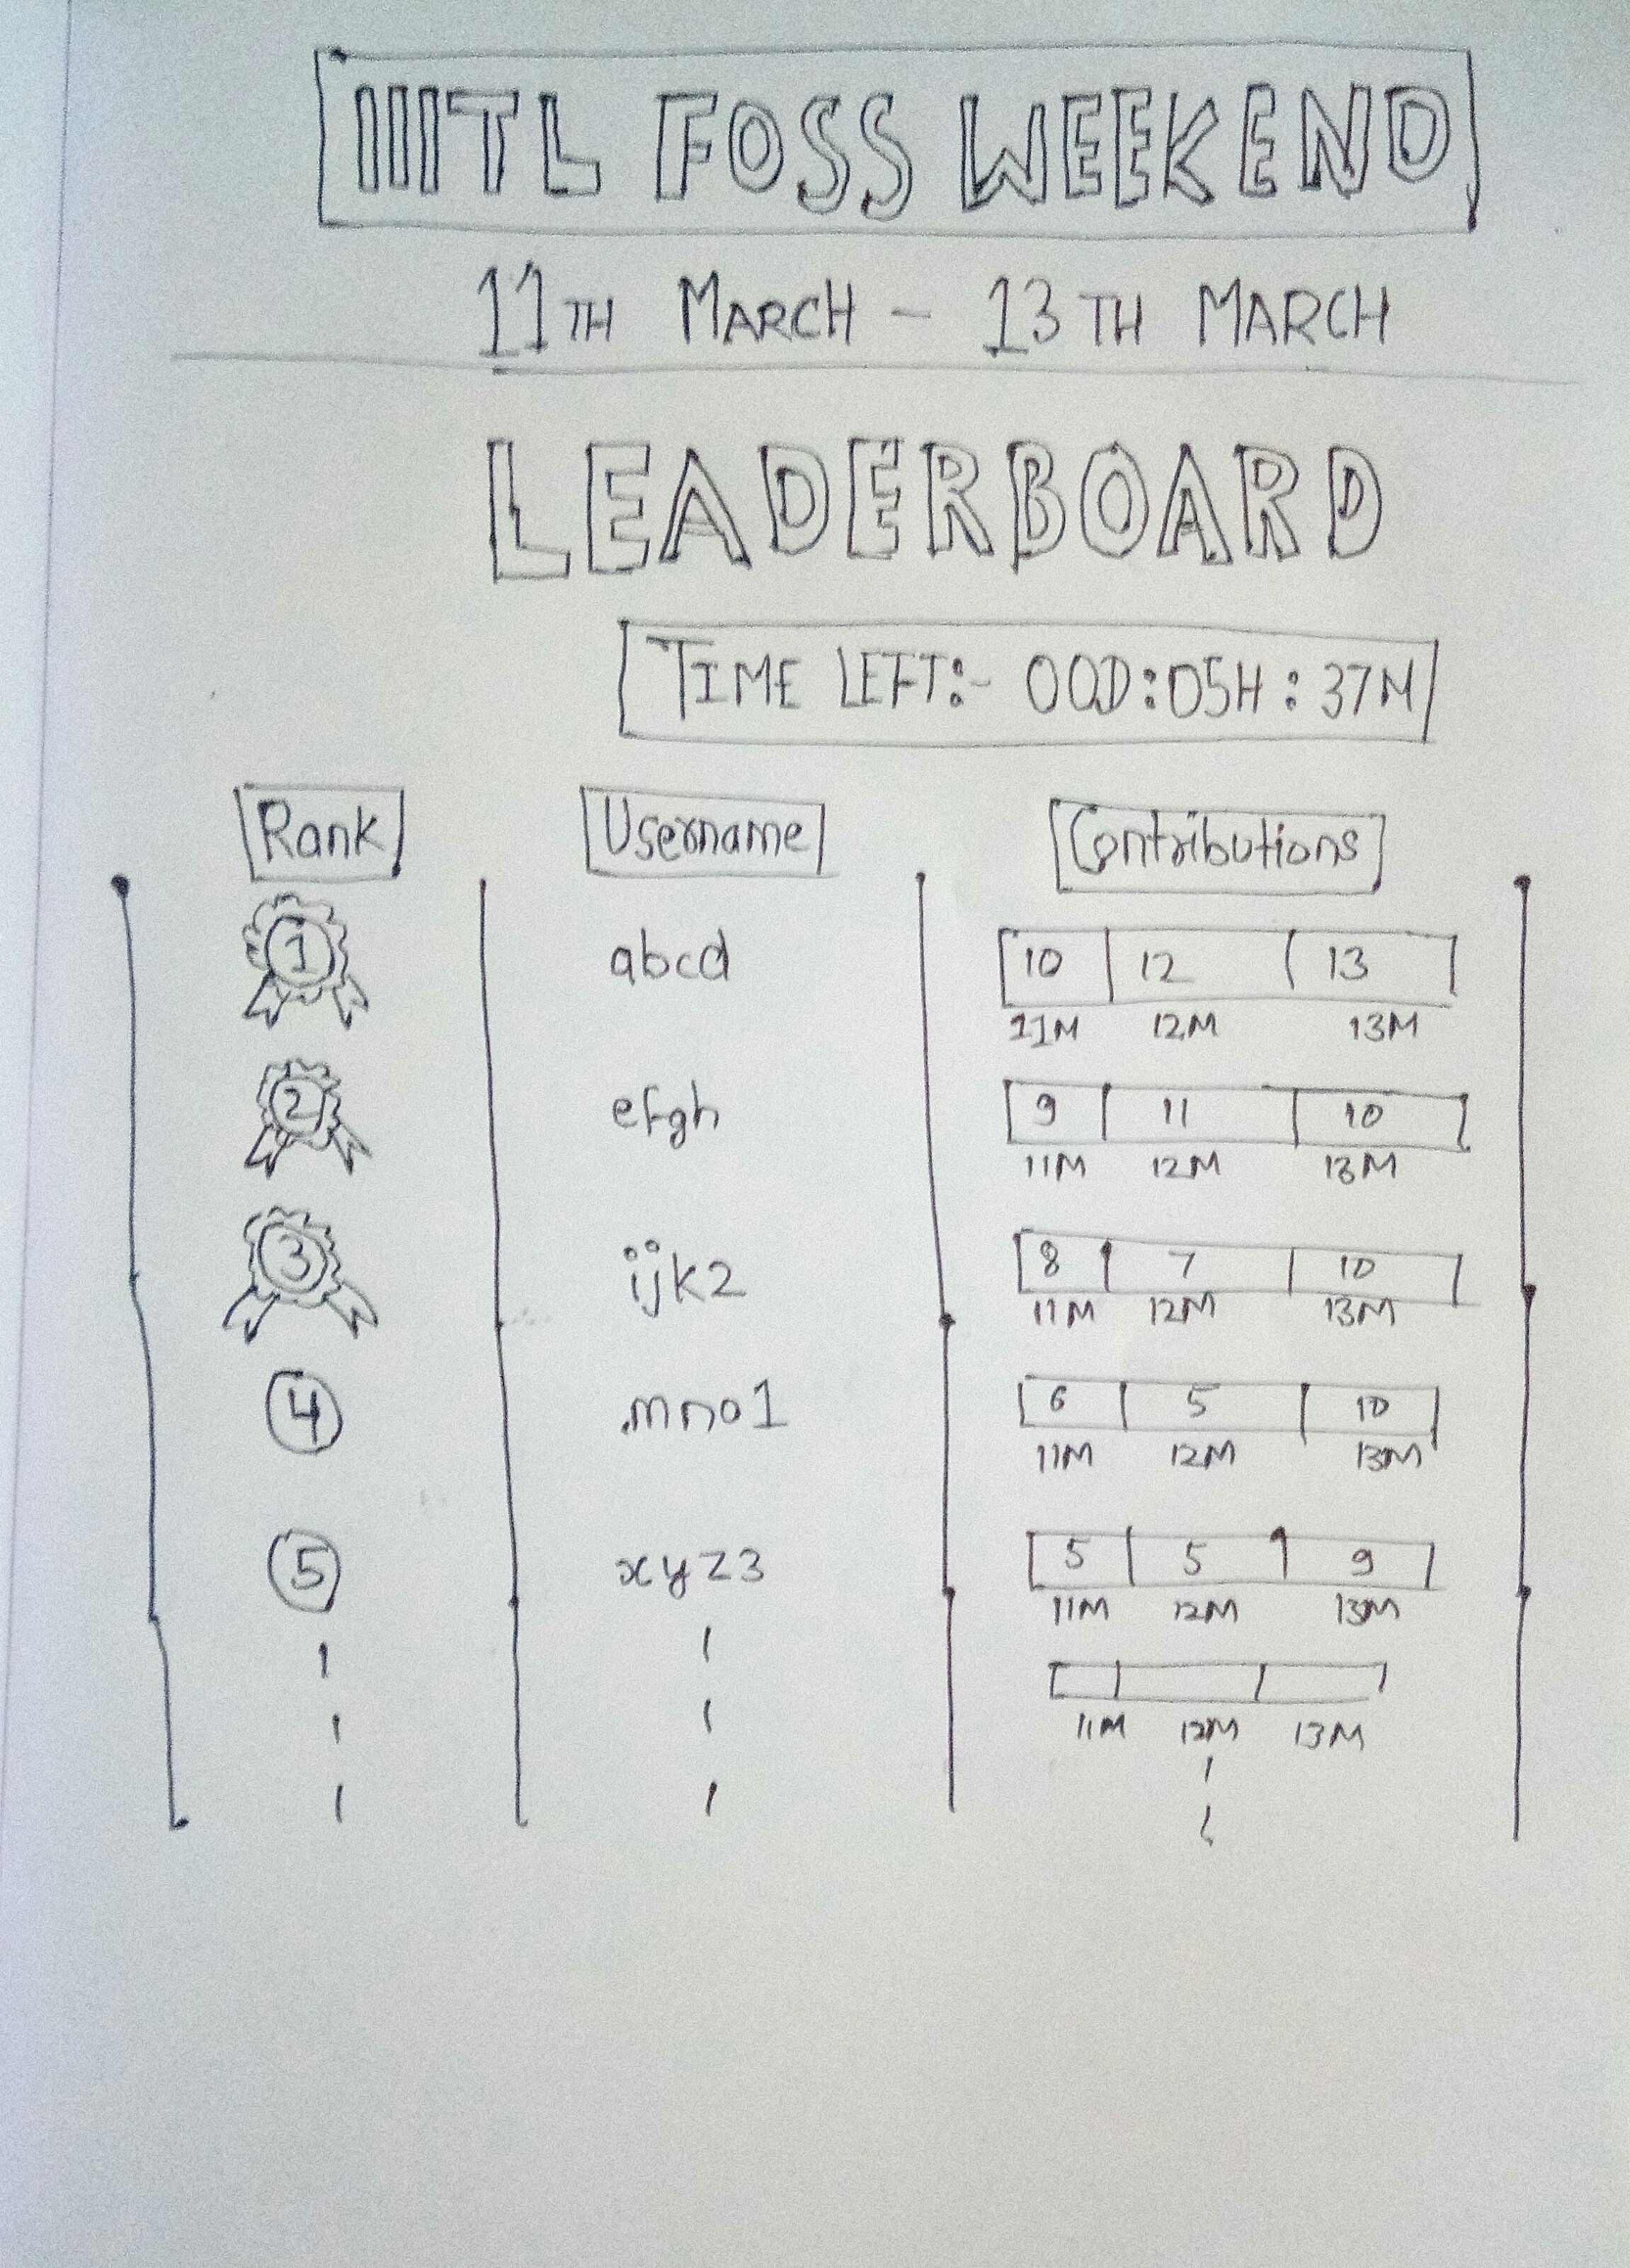 IIITL FOSS WEEKEND
11TH MARCH - 13TH MARCH
LEADERBOARD
TIME LEFT:- 00D:05H:37M
Rank Username Contributions
1 abcd 10 12 13
11M 12M 13M
2 efgh 9 11 10
11M 12M 13M
3 ijk2 8 7 10
11M 12M 13M
4 mno1 6 5 10
11M 12M 13M
5 xyz3 5 5 9
11M 12M 13M
11M 12M 13M